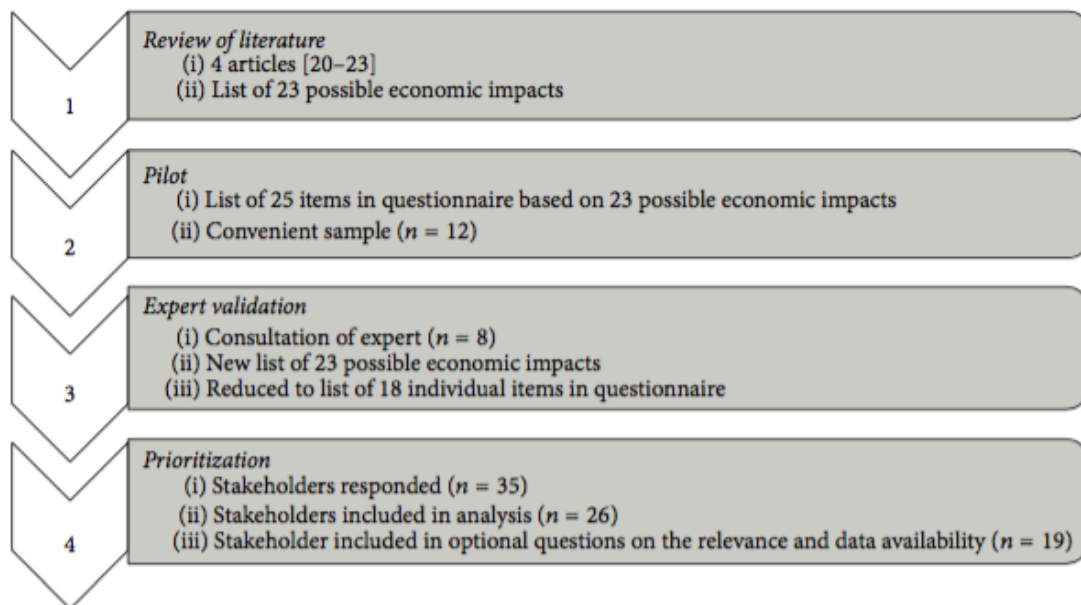 Review of literature
(i) 4 articles [20–23]
(ii) List of 23 possible economic impacts
1
Pilot
(i) List of 25 items in questionnaire based on 23 possible economic impacts
(ii) Convenient sample (n = 12)
2
Expert validation
(i) Consultation of expert (n = 8)
(ii) New list of 23 possible economic impacts
(iii) Reduced to list of 18 individual items in questionnaire
3
Prioritization
(i) Stakeholders responded (n = 35)
(ii) Stakeholders included in analysis (n = 26)
(iii) Stakeholder included in optional questions on the relevance and data availability (n = 19)
4